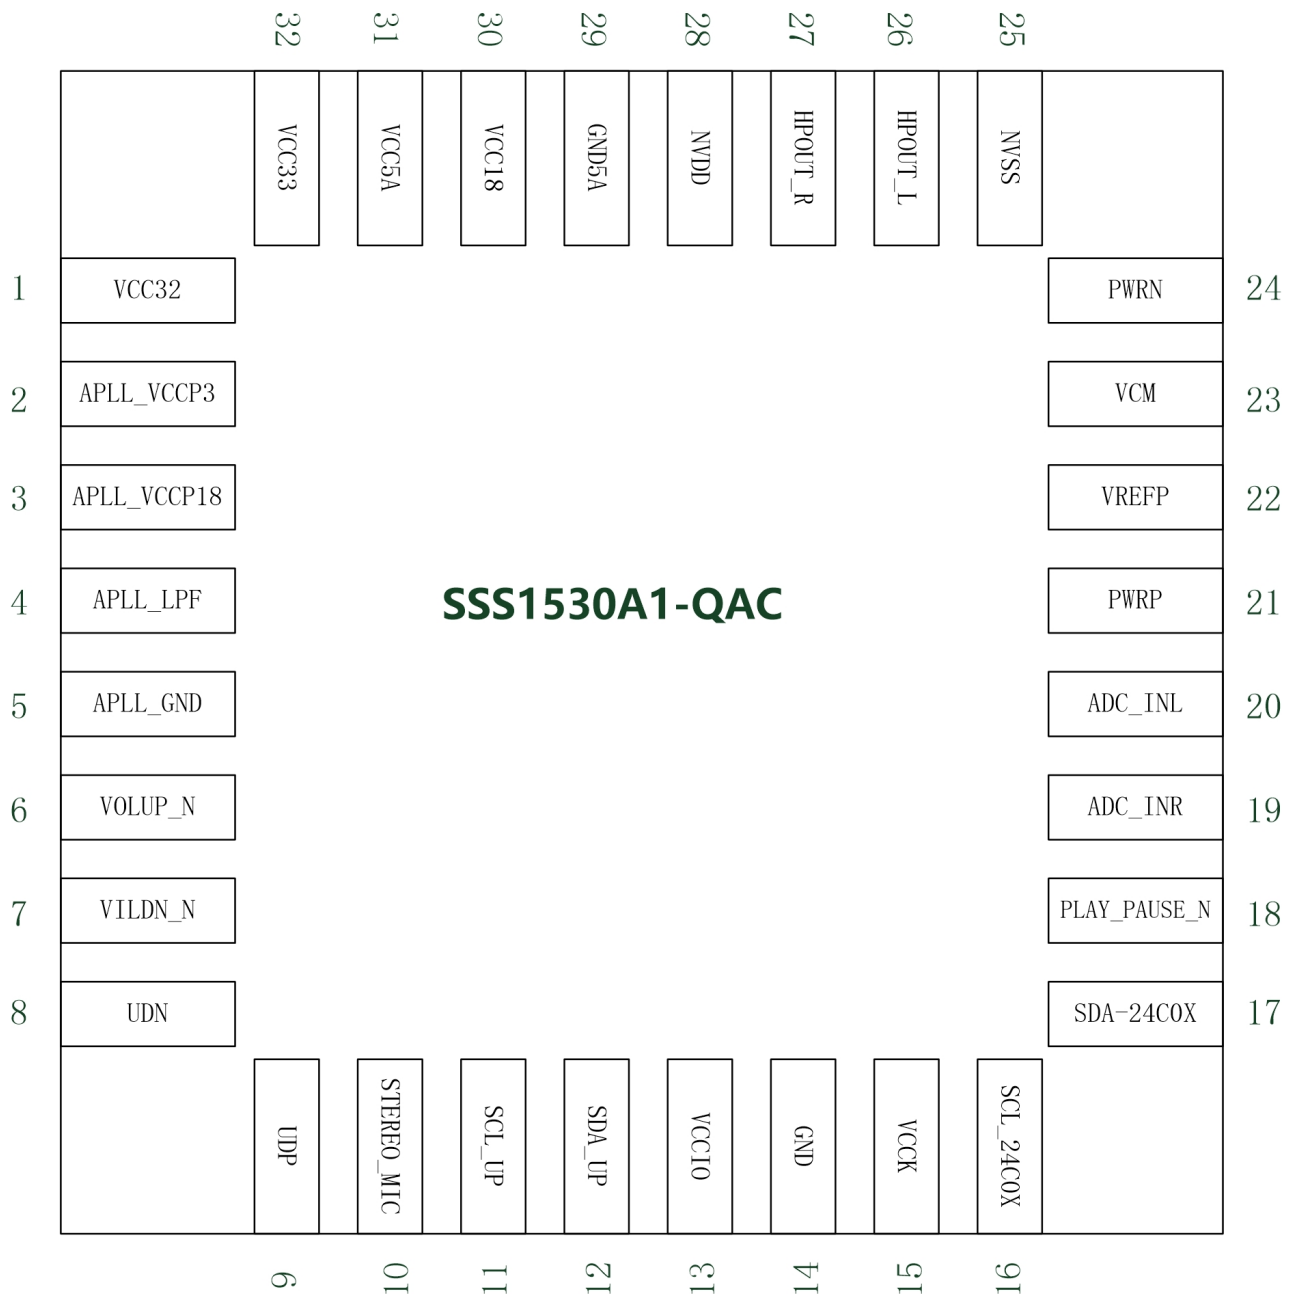 32 31 30 29 28 27 26 25
VCC33 VCC5A VCC18 GND5A NVDD HPOUT_R HPOUT_L NVSS
1 VCC32 PWRN 24
2 APLL_VCCP3 VCM 23
3 APLL_VCCP18 VREFP 22
4 APLL_LPF SSS1530A1-QAC PWRP 21
5 APLL_GND ADC_INL 20
6 VOLUP_N ADC_INR 19
7 VILDN_N PLAY_PAUSE_N 18
8 UDN SDA-24C0X 17
UDP STEREO_MIC SCL_UP SDA_UP VCCIO GND VCCK SCL_24C0X
9 10 11 12 13 14 15 16